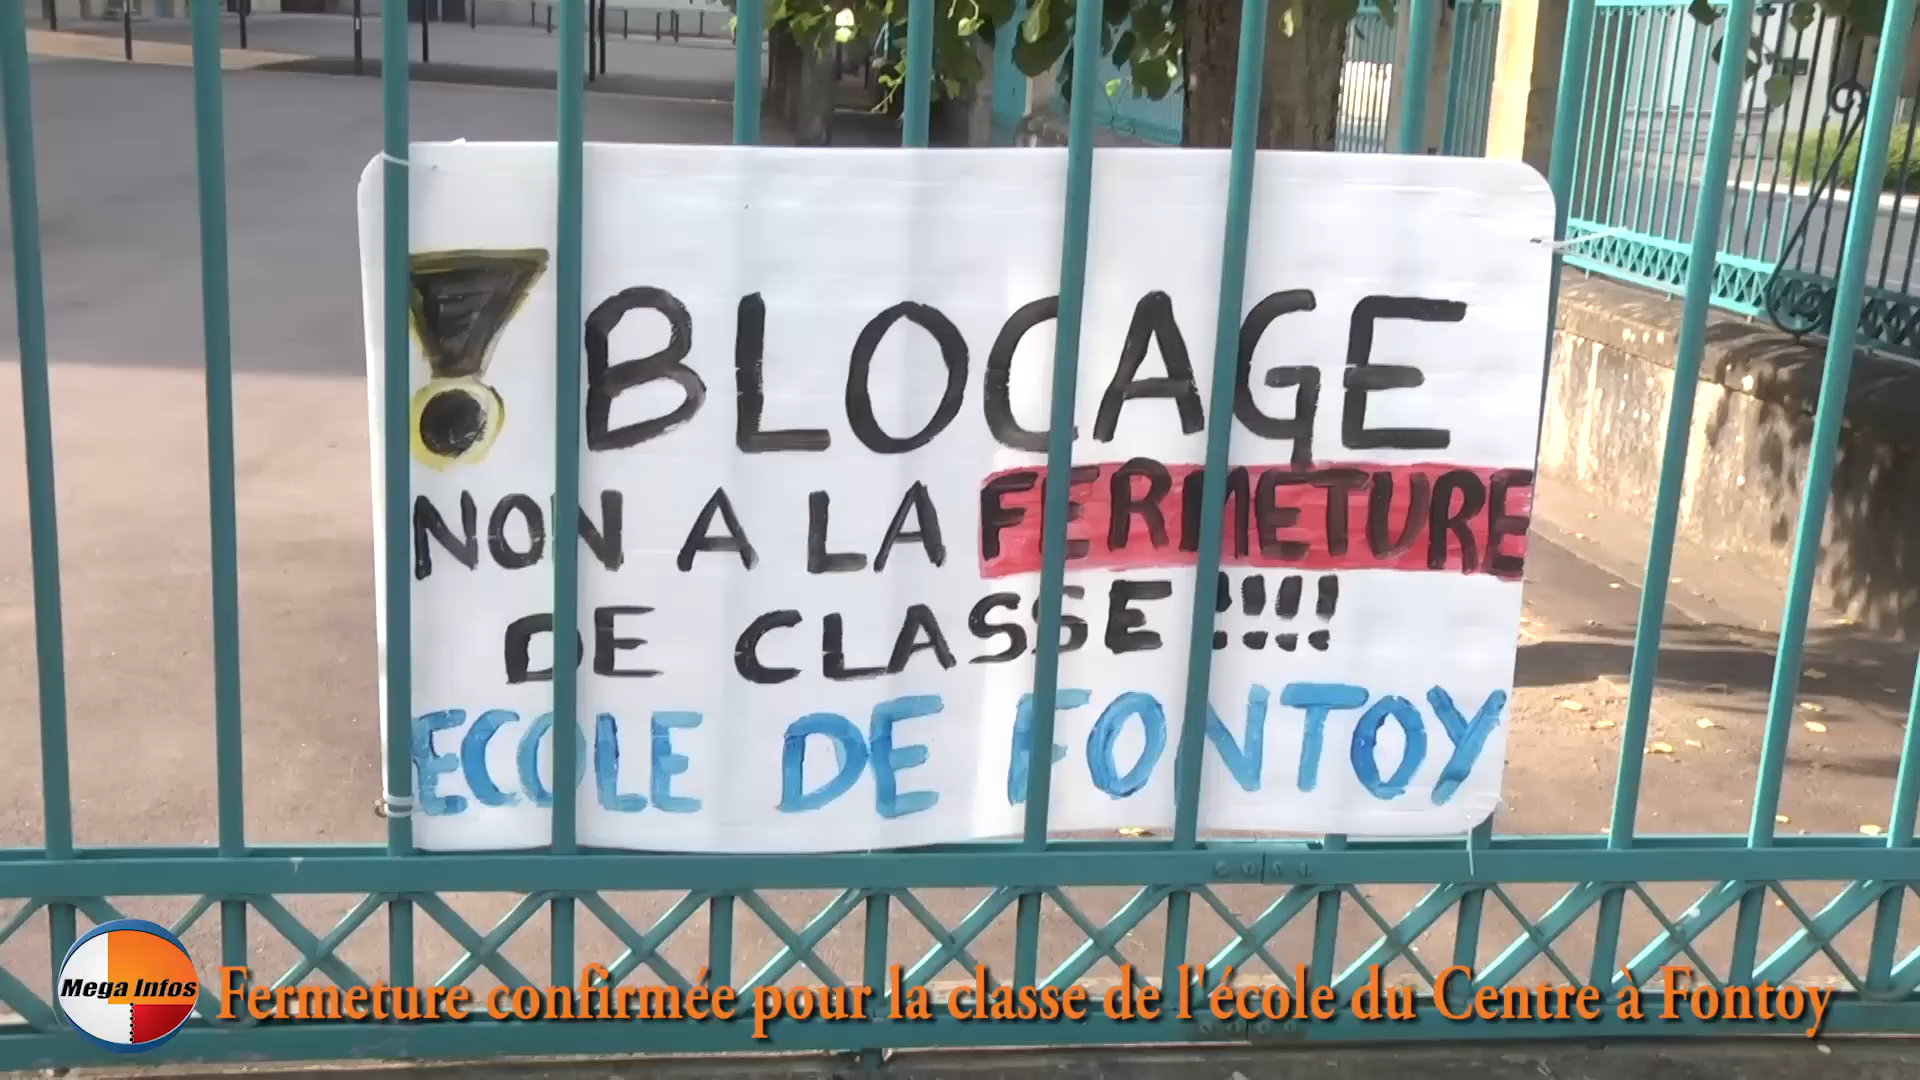 BLOCAGE
NON A LA FERMETURE
DE CLASSE !!!!
ECOLE DE FONTOY
Mega Infos
Fermeture confirmée pour la classe de l'école du Centre à Fontoy